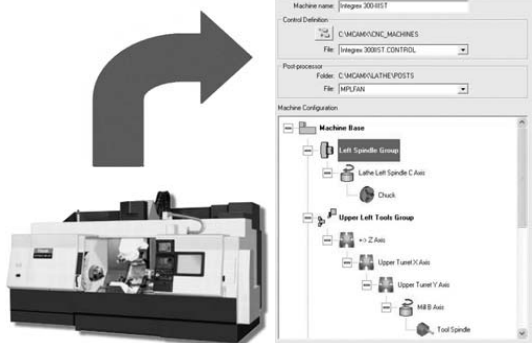 Machine name: Integrex 300-IIIST
Control Definition
C:\MCAMX\CNC_MACHINES
File: Integrex 300IIIST.CONTROL
Post-processor
Folder: C:\MCAMX\LATHE\POSTS
File: MPLFAN
Machine Configuration
Machine Base
Left Spindle Group
Lathe Left Spindle C Axis
Chuck
Upper Left Tools Group
Z Axis
Upper Turret X Axis
Upper Turret Y Axis
Mill B Axis
Tool Spindle